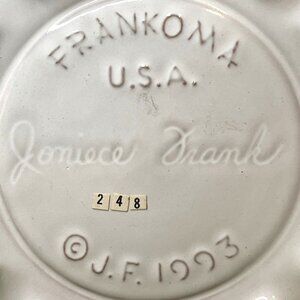 FRANKOMA
U.S.A.
Joniece Frank
248
© J.F. 1993